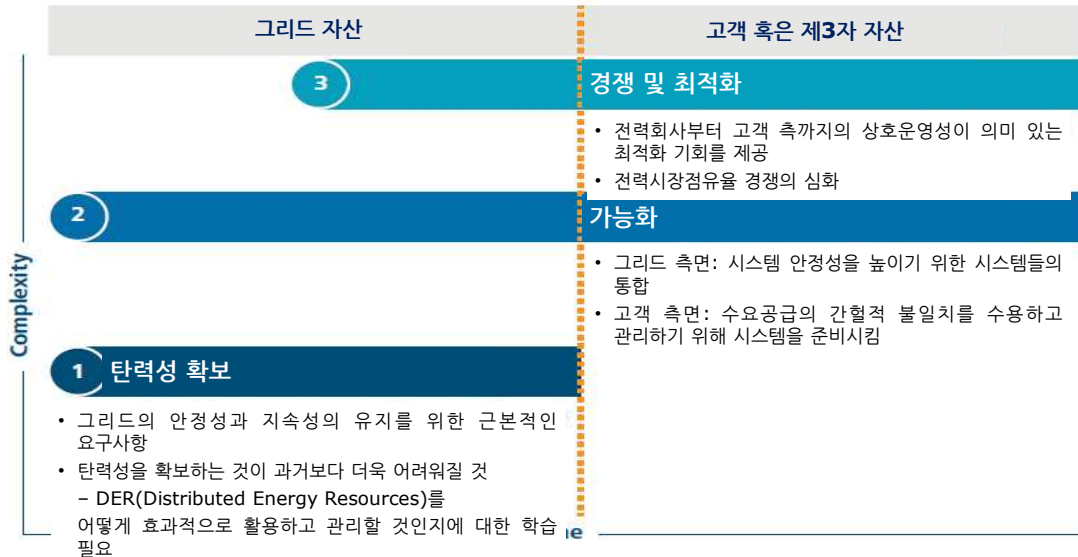 그리드 자산
고객 혹은 제3자 자산
3
경쟁 및 최적화
• 전력회사부터 고객 측까지의 상호운영성이 의미 있는
최적화 기회를 제공
• 전력시장점유율 경쟁의 심화
2
가능화
• 그리드 측면: 시스템 안정성을 높이기 위한 시스템들의
통합
• 고객 측면: 수요공급의 간헐적 불일치를 수용하고
관리하기 위해 시스템을 준비시킴
Complexity
1
탄력성 확보
• 그리드의 안정성과 지속성의 유지를 위한 근본적인
요구사항
• 탄력성을 확보하는 것이 과거보다 더욱 어려워질 것
– DER(Distributed Energy Resources)를
어떻게 효과적으로 활용하고 관리할 것인지에 대한 학습
필요